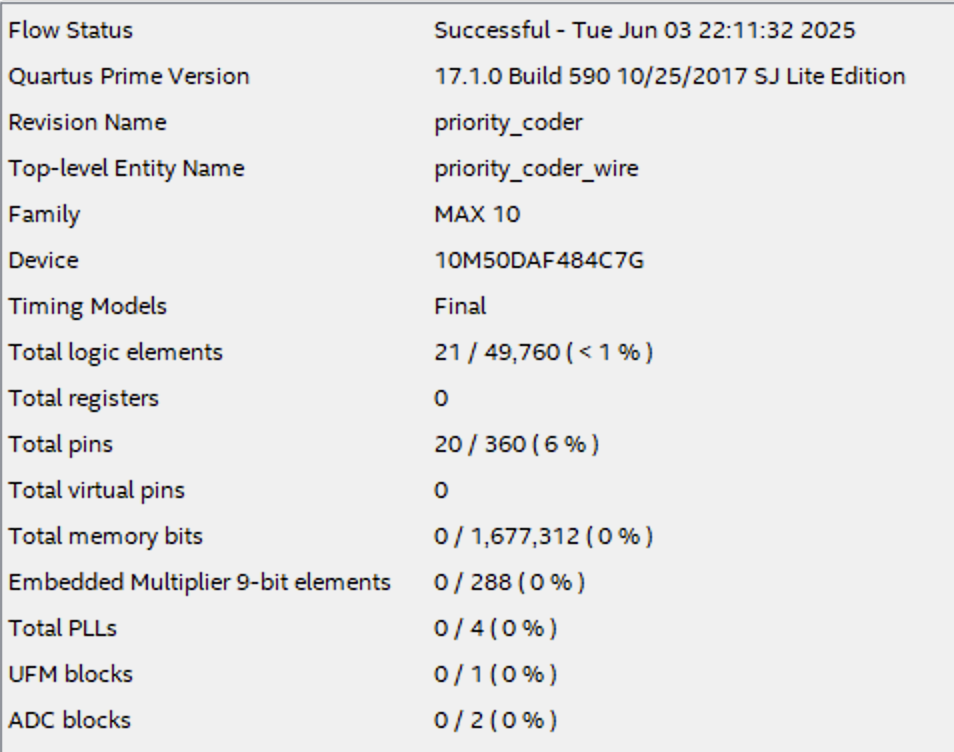 Flow Status Successful - Tue Jun 03 22:11:32 2025
Quartus Prime Version 17.1.0 Build 590 10/25/2017 SJ Lite Edition
Revision Name priority_coder
Top-level Entity Name priority_coder_wire
Family MAX 10
Device 10M50DAF484C7G
Timing Models Final
Total logic elements 21 / 49,760 ( < 1 % )
Total registers 0
Total pins 20 / 360 ( 6 % )
Total virtual pins 0
Total memory bits 0 / 1,677,312 ( 0 % )
Embedded Multiplier 9-bit elements 0 / 288 ( 0 % )
Total PLLs 0 / 4 ( 0 % )
UFM blocks 0 / 1 ( 0 % )
ADC blocks 0 / 2 ( 0 % )